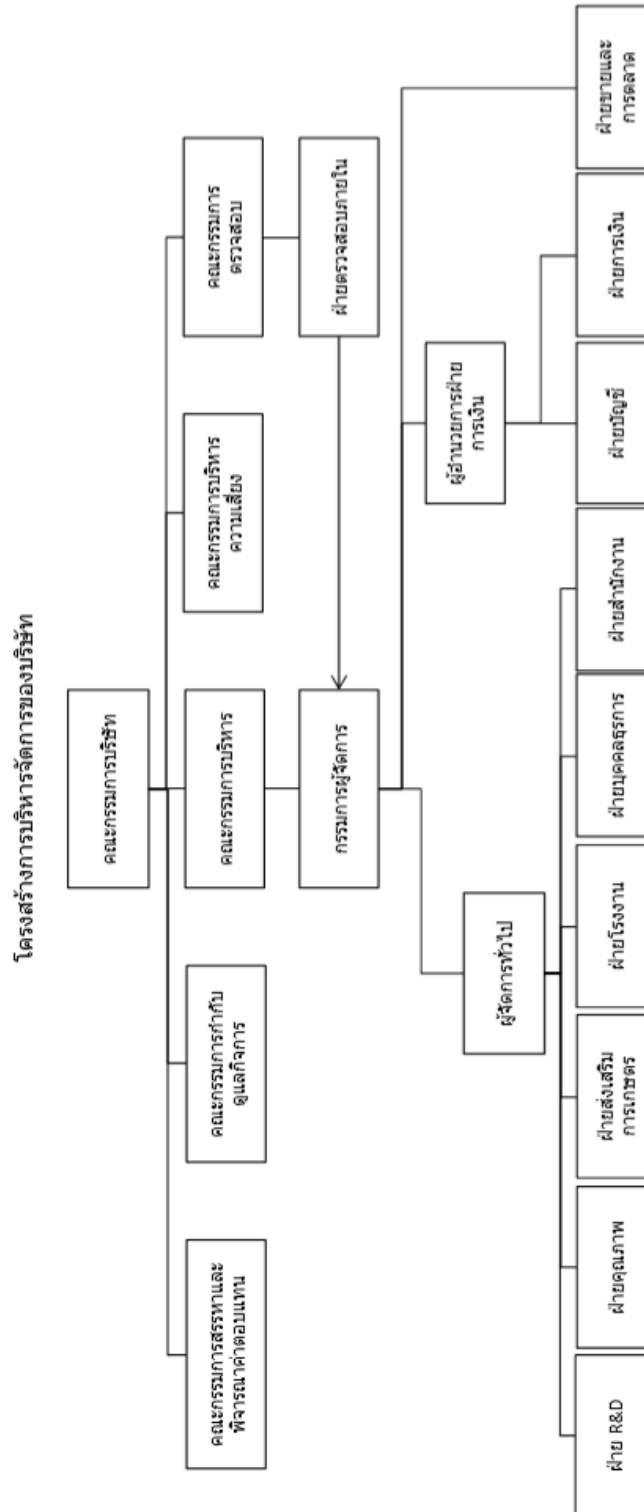 โครงสร้างการบริหารจัดการของบริษัท
คณะกรรมการบริษัท
คณะกรรมการสรรหาและ
พิจารณาค่าตอบแทน
คณะกรรมการกำกับ
ดูแลกิจการ
คณะกรรมการบริหาร
คณะกรรมการบริหาร
ความเสี่ยง
คณะกรรมการ
ตรวจสอบ
กรรมการผู้จัดการ
ฝ่ายตรวจสอบภายใน
ผู้จัดการทั่วไป
ผู้อำนวยการฝ่าย
การเงิน
ฝ่าย R&D
ฝ่ายคุณภาพ
ฝ่ายส่งเสริม
การเกษตร
ฝ่ายโรงงาน
ฝ่ายบุคคลธุรการ
ฝ่ายสำนักงาน
ฝ่ายบัญชี
ฝ่ายการเงิน
ฝ่ายขายและ
การตลาด